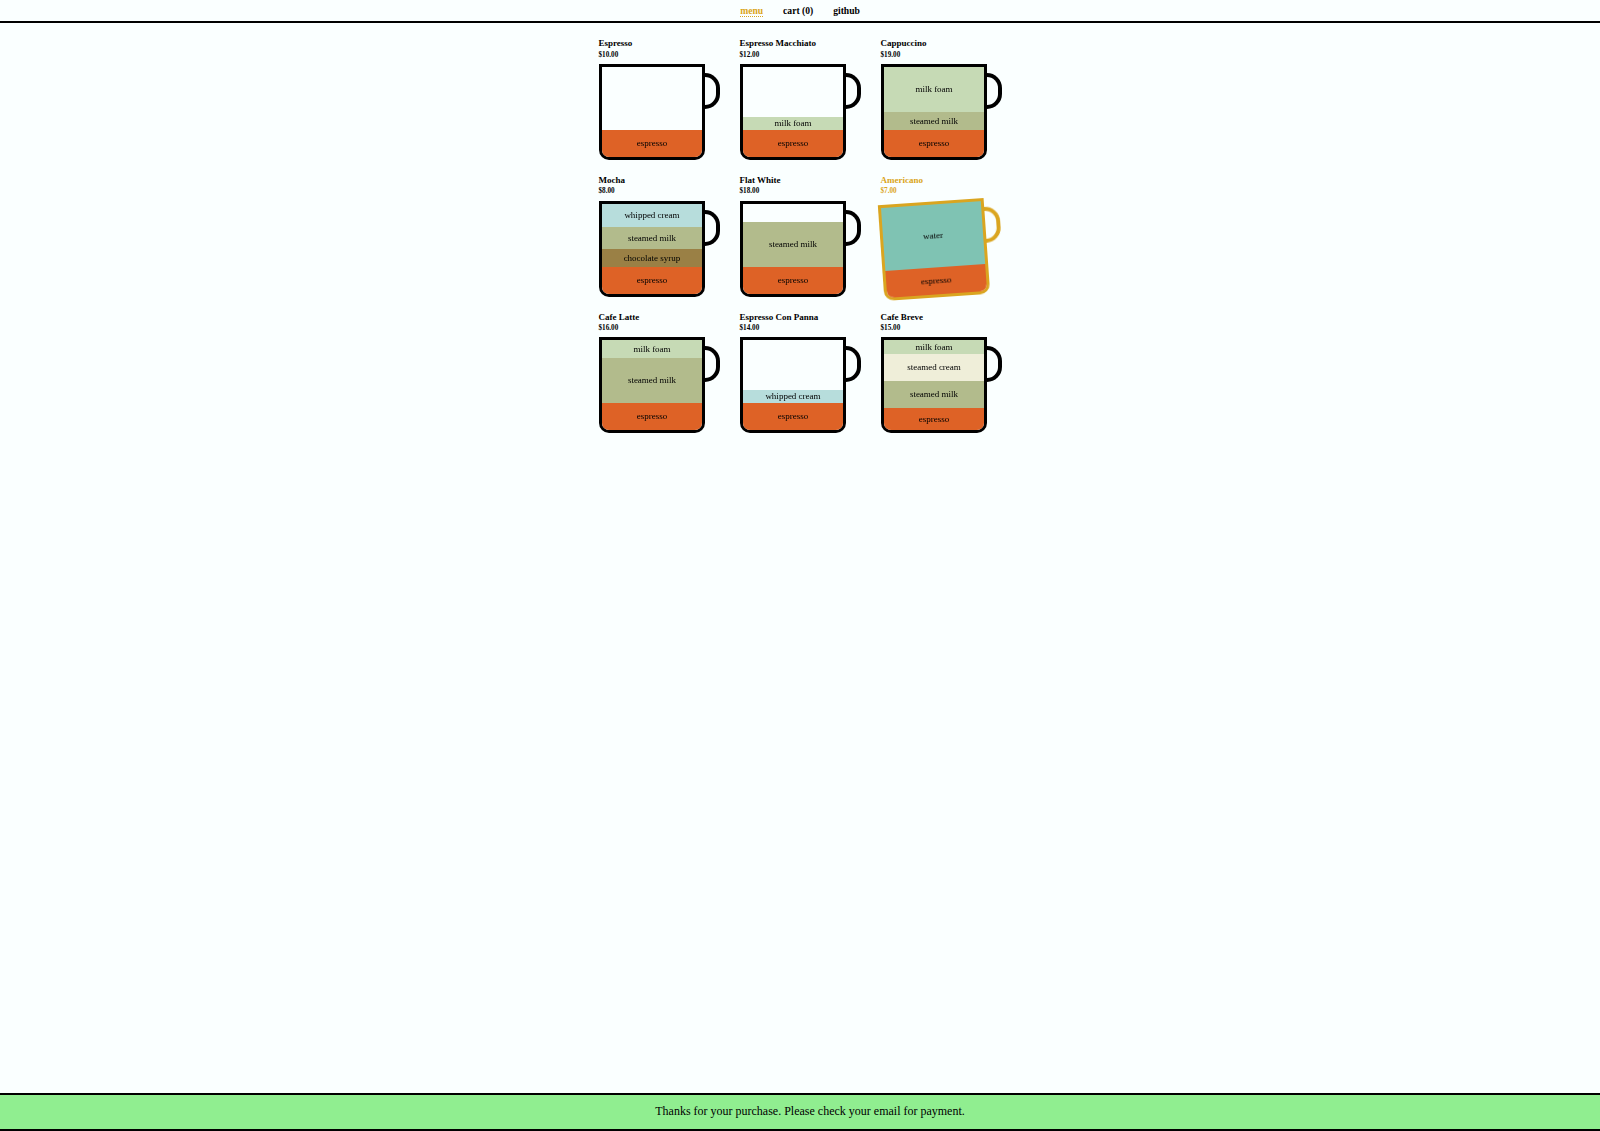 menu cart (0) github
Espresso
$10.00
espresso
Espresso Macchiato
$12.00
milk foam
espresso
Cappuccino
$19.00
milk foam
steamed milk
espresso
Mocha
$8.00
whipped cream
steamed milk
chocolate syrup
espresso
Flat White
$18.00
steamed milk
espresso
Americano
$7.00
water
espresso
Cafe Latte
$16.00
milk foam
steamed milk
espresso
Espresso Con Panna
$14.00
whipped cream
espresso
Cafe Breve
$15.00
milk foam
steamed cream
steamed milk
espresso
Thanks for your purchase. Please check your email for payment.